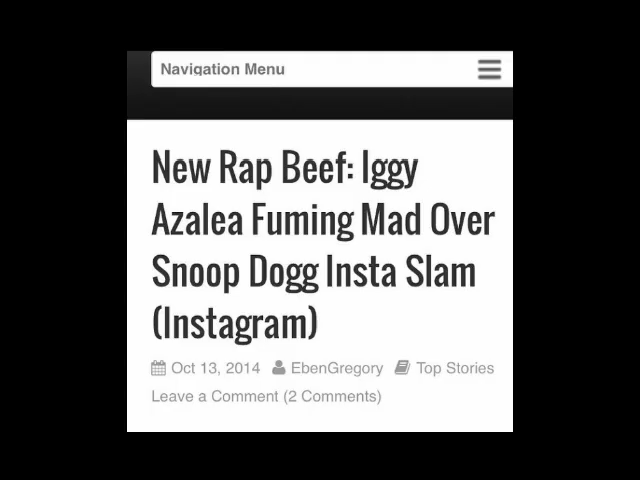 Navigation Menu
New Rap Beef: Iggy
Azalea Fuming Mad Over
Snoop Dogg Insta Slam
(Instagram)
Oct 13, 2014 EbenGregory Top Stories
Leave a Comment (2 Comments)